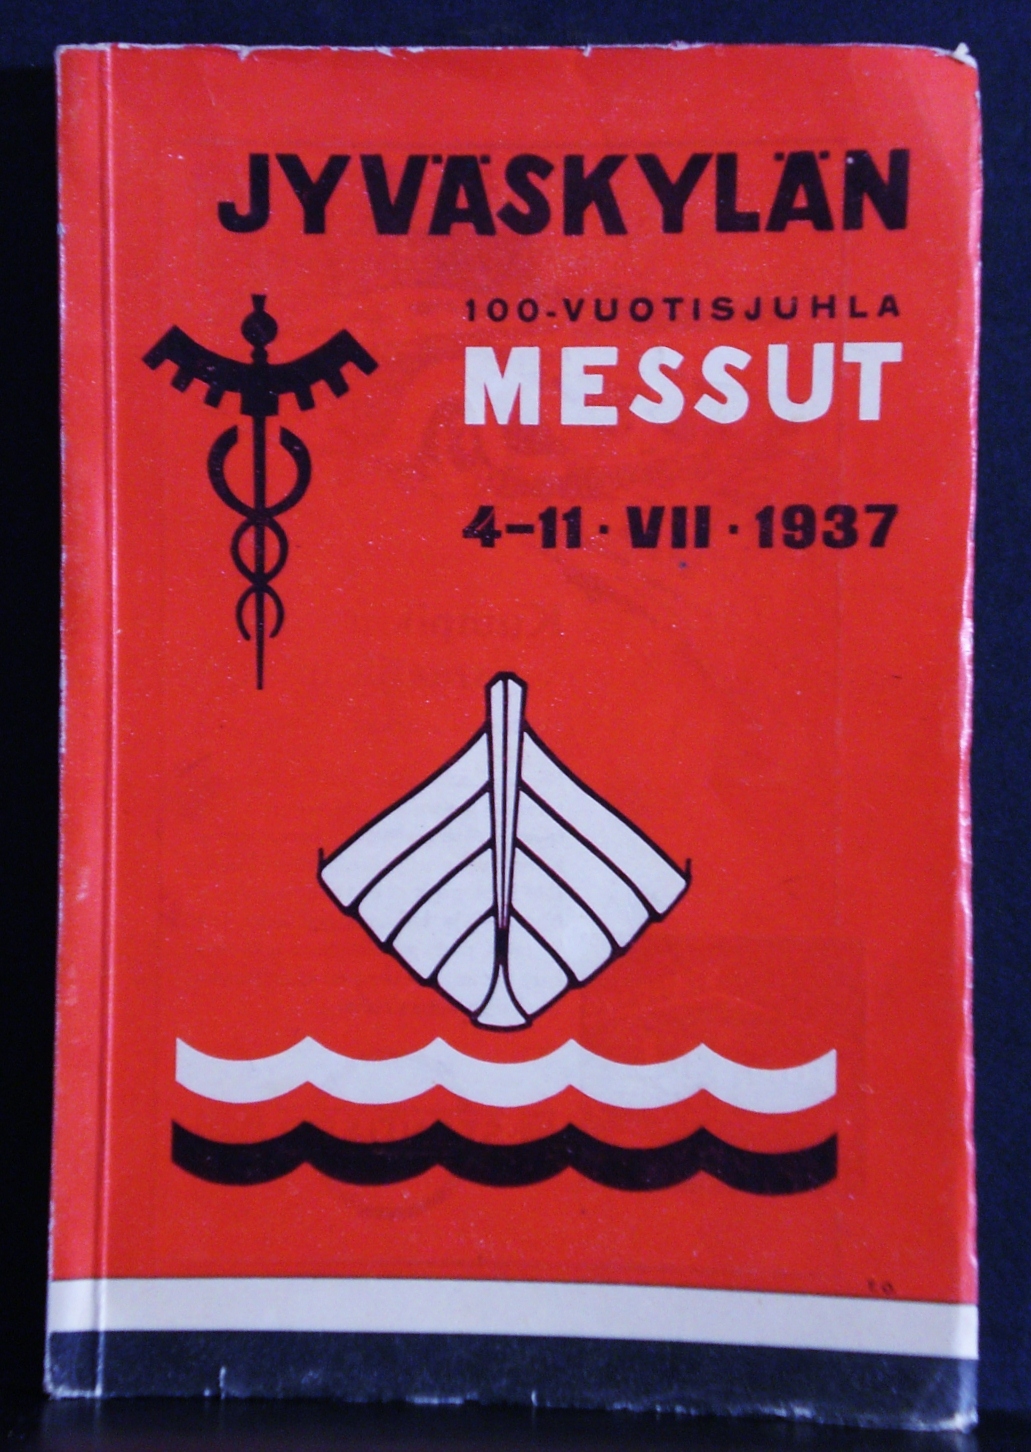 JYVÄSKYLÄN
100-VUOTISJUHLA
MESSUT
4-11 · VII · 1937